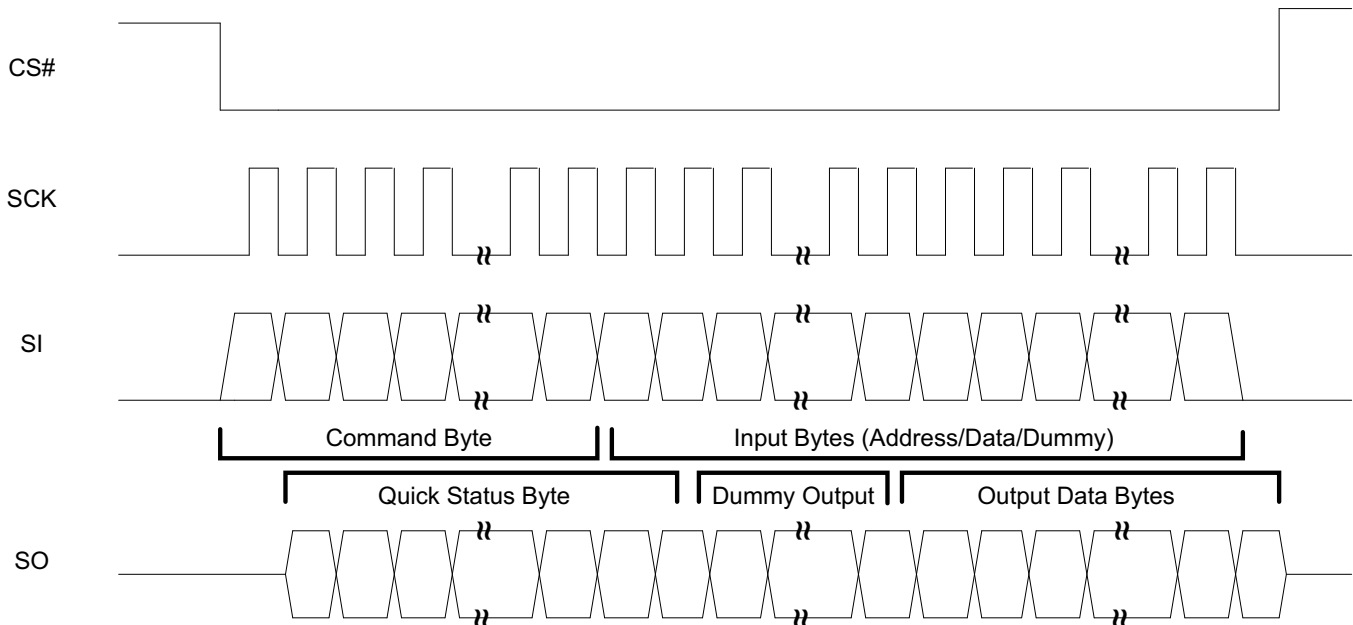 CS#
SCK
SI
Command Byte
Input Bytes (Address/Data/Dummy)
Quick Status Byte
Dummy Output
Output Data Bytes
SO